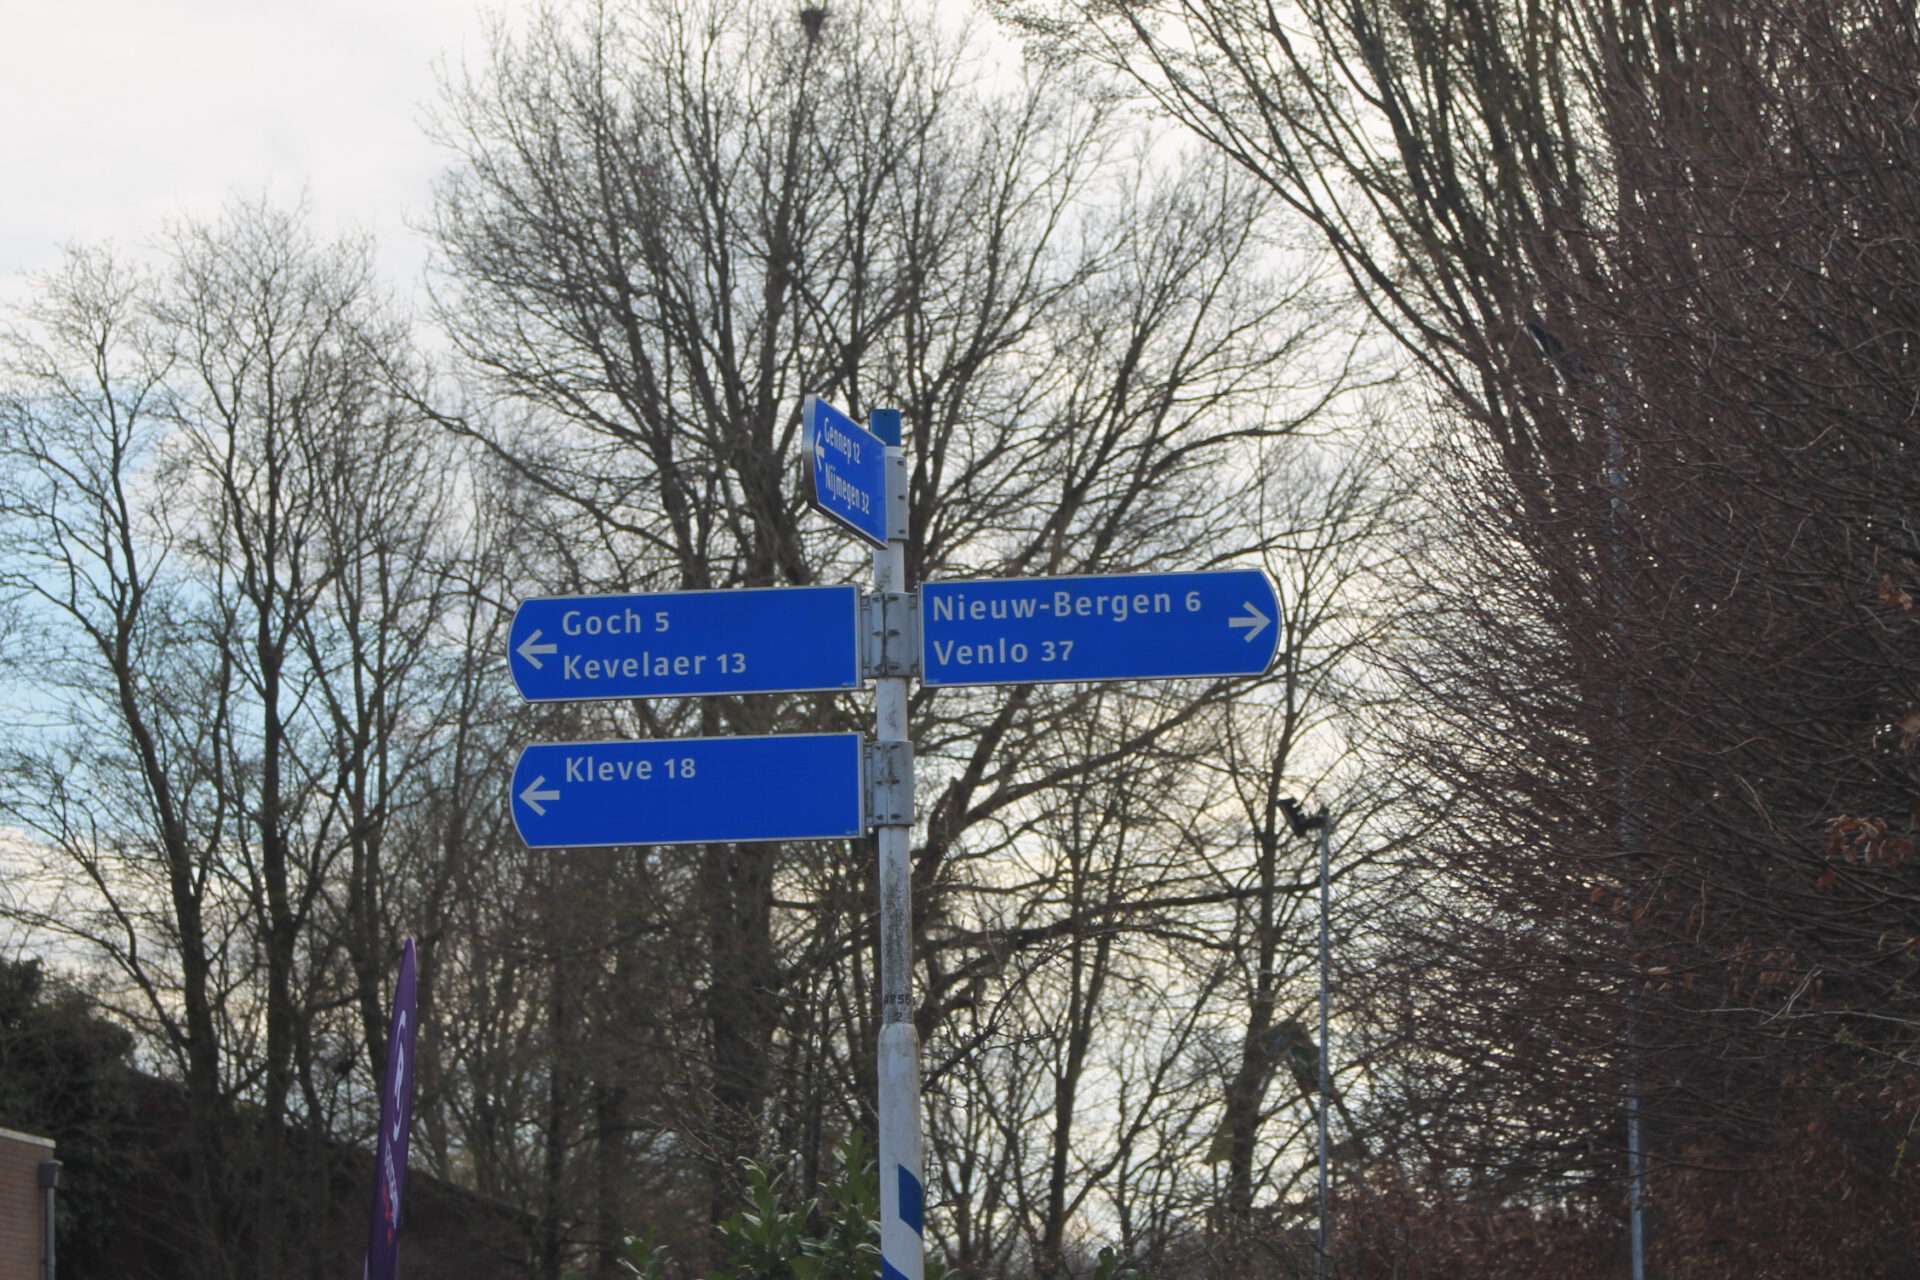 Gennep 12
Nijmegen 32
Goch 5
Kevelaer 13
Nieuw-Bergen 6
Venlo 37
Kleve 18